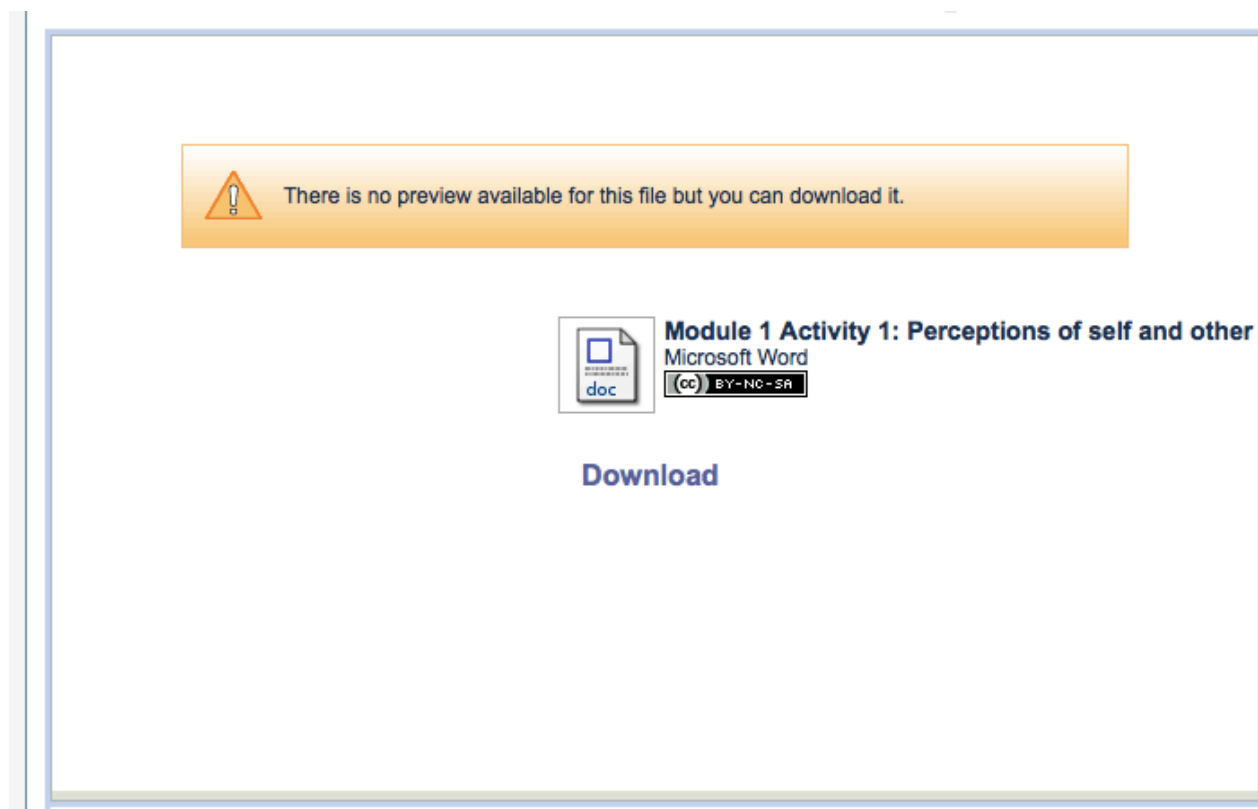 There is no preview available for this file but you can download it.
Module 1 Activity 1: Perceptions of self and other
Microsoft Word
(cc) BY-NC-SA
doc
Download